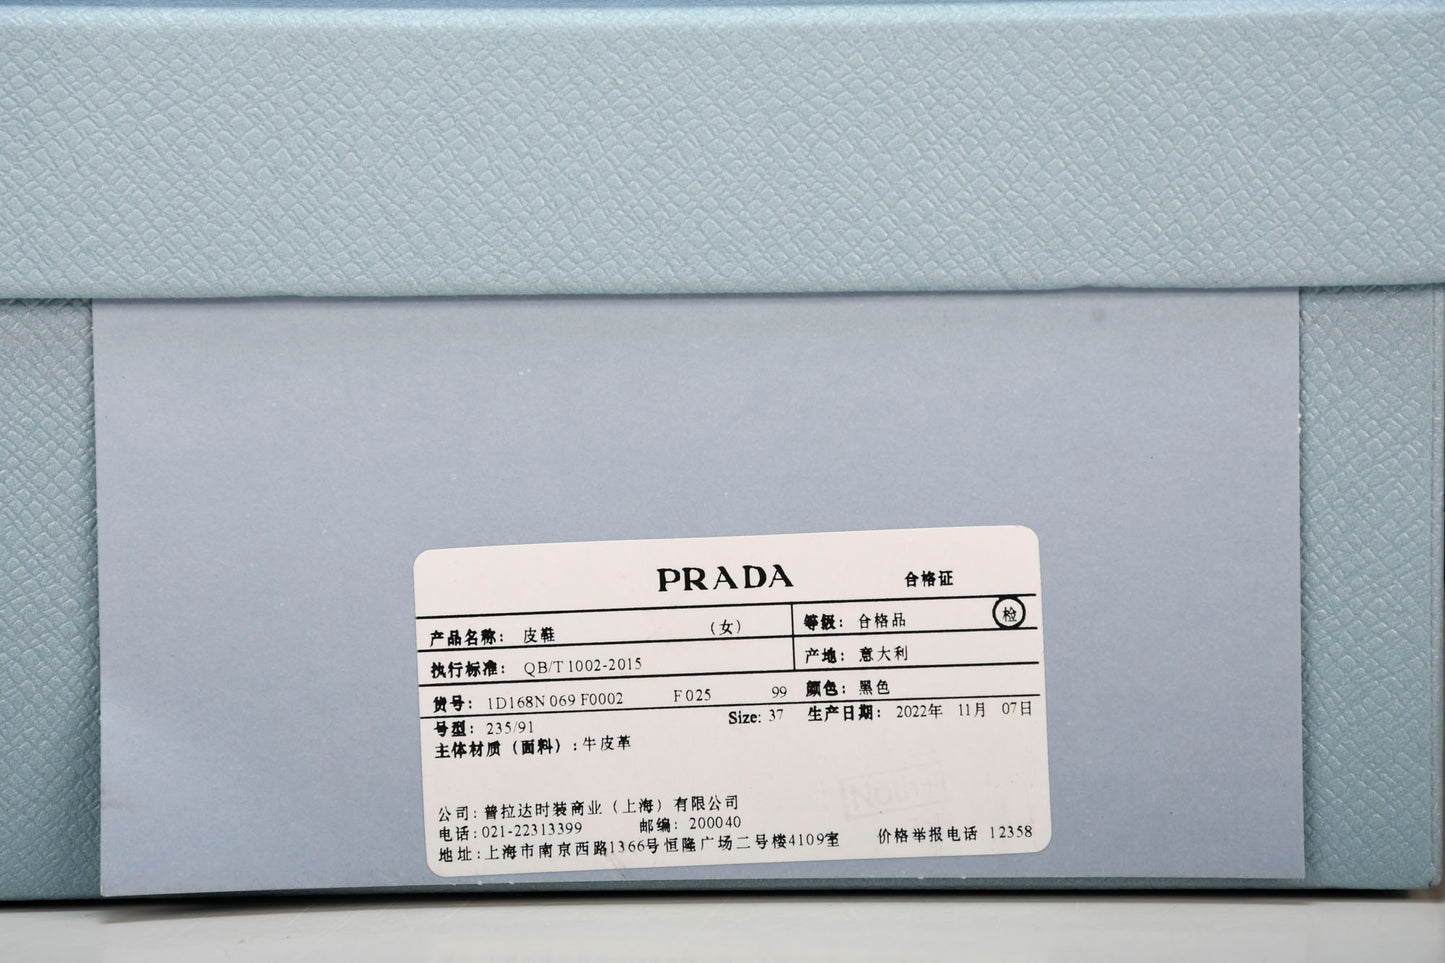 PRADA 合格证
产品名称： 皮鞋 （女） 等级： 合格品 检
执行标准： QB/T 1002-2015 产地： 意大利
货号： 1D168N 069 F0002 F 025 99 颜色： 黑色
号型： 235/91 Size: 37 生产日期： 2022年 11月 07日
主体材质（面料）：牛皮革
公司：普拉达时装商业（上海）有限公司
电话：021-22313399 邮编： 200040
地址：上海市南京西路1366号恒隆广场二号楼4109室 价格举报电话 12358